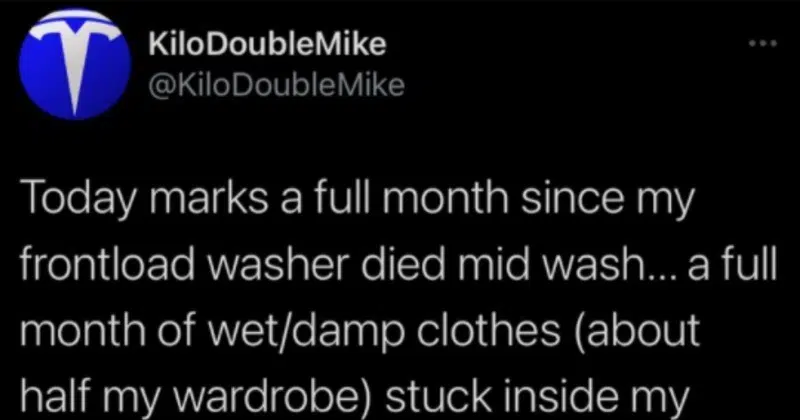 KiloDoubleMike
@KiloDoubleMike
Today marks a full month since my
frontload washer died mid wash... a full
month of wet/damp clothes (about
half my wardrobe) stuck inside my